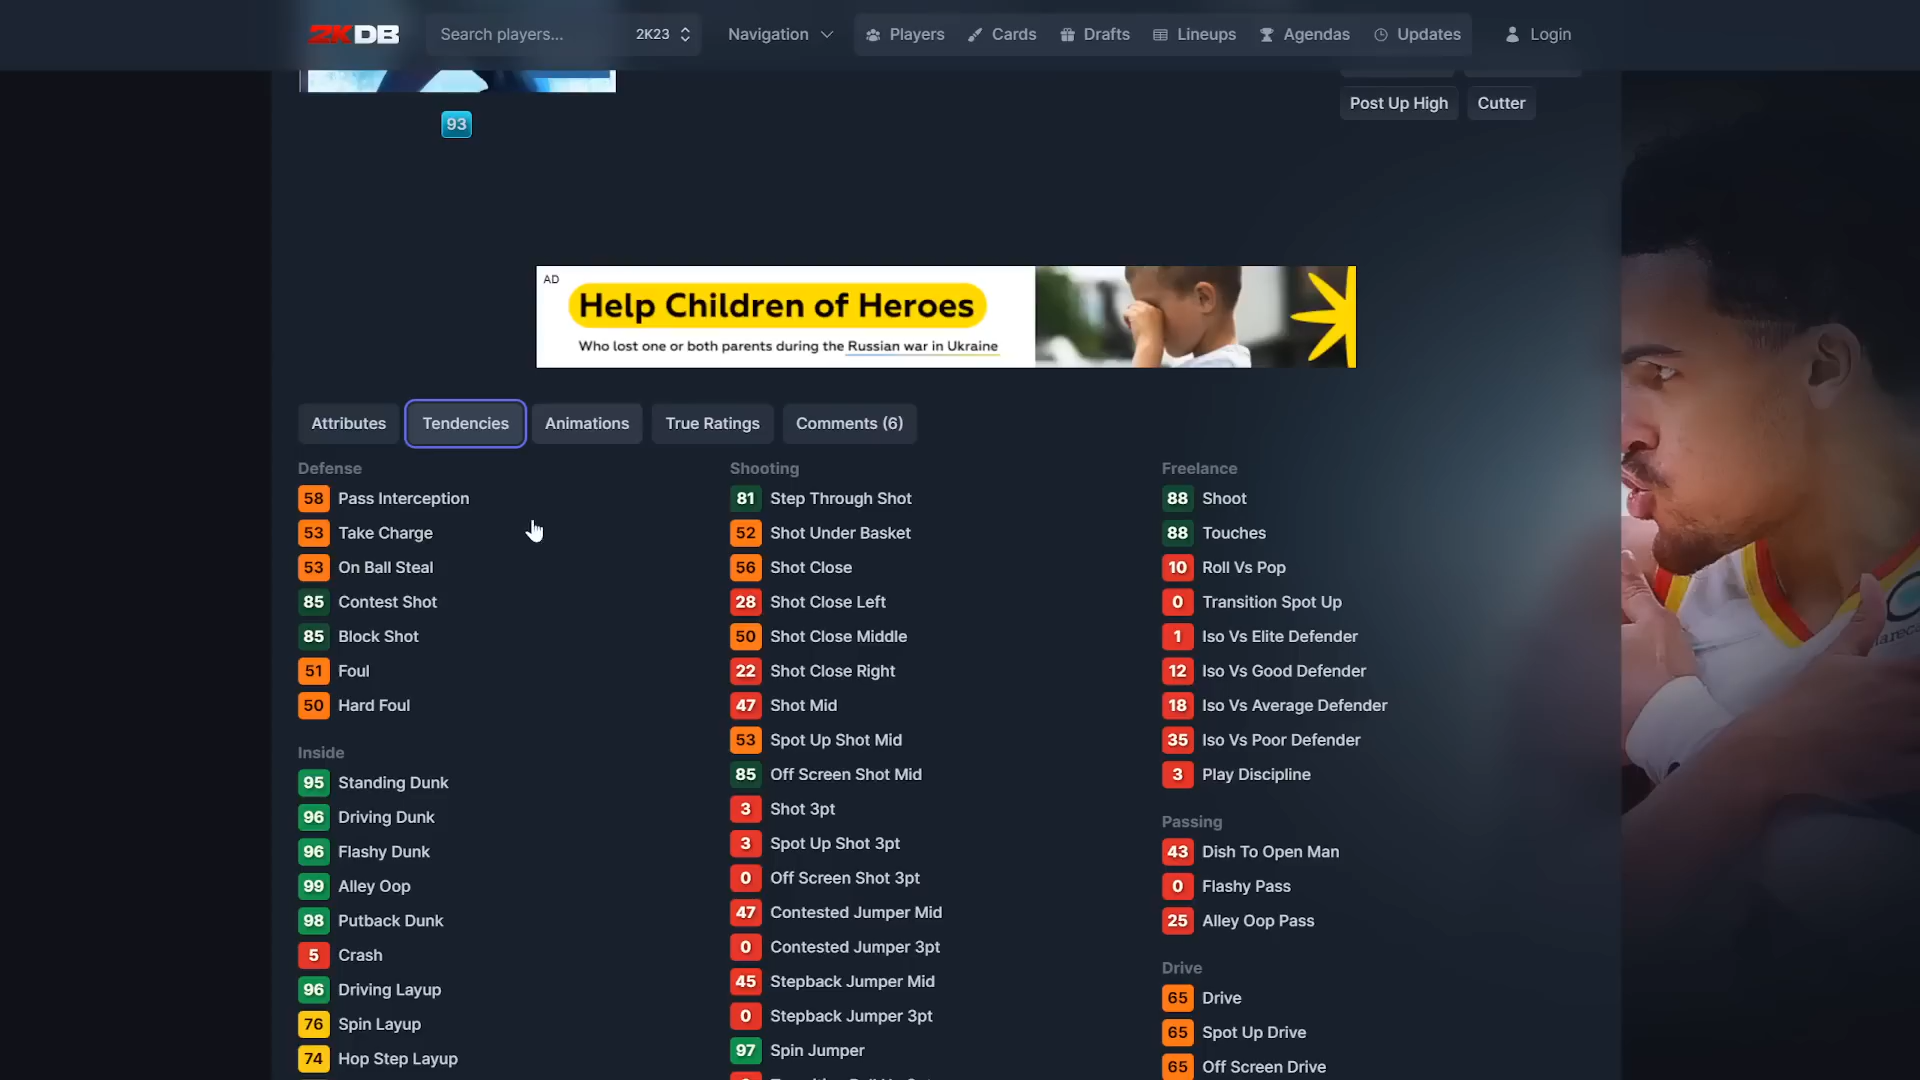 2KDB
Search players...
2K23
Navigation
Players
Cards
Drafts
Lineups
Agendas
Updates
Login
Post Up High
Cutter
93
AD
Help Children of Heroes
Who lost one or both parents during the Russian war in Ukraine
Attributes
Tendencies
Animations
True Ratings
Comments (6)
Defense
58 Pass Interception
53 Take Charge
53 On Ball Steal
85 Contest Shot
85 Block Shot
51 Foul
50 Hard Foul
Inside
95 Standing Dunk
96 Driving Dunk
96 Flashy Dunk
99 Alley Oop
98 Putback Dunk
5 Crash
96 Driving Layup
76 Spin Layup
74 Hop Step Layup
Shooting
81 Step Through Shot
52 Shot Under Basket
56 Shot Close
28 Shot Close Left
50 Shot Close Middle
22 Shot Close Right
47 Shot Mid
53 Spot Up Shot Mid
85 Off Screen Shot Mid
3 Shot 3pt
3 Spot Up Shot 3pt
0 Off Screen Shot 3pt
47 Contested Jumper Mid
0 Contested Jumper 3pt
45 Stepback Jumper Mid
0 Stepback Jumper 3pt
97 Spin Jumper
Freelance
88 Shoot
88 Touches
10 Roll Vs Pop
0 Transition Spot Up
1 Iso Vs Elite Defender
12 Iso Vs Good Defender
18 Iso Vs Average Defender
35 Iso Vs Poor Defender
3 Play Discipline
Passing
43 Dish To Open Man
0 Flashy Pass
25 Alley Oop Pass
Drive
65 Drive
65 Spot Up Drive
65 Off Screen Drive